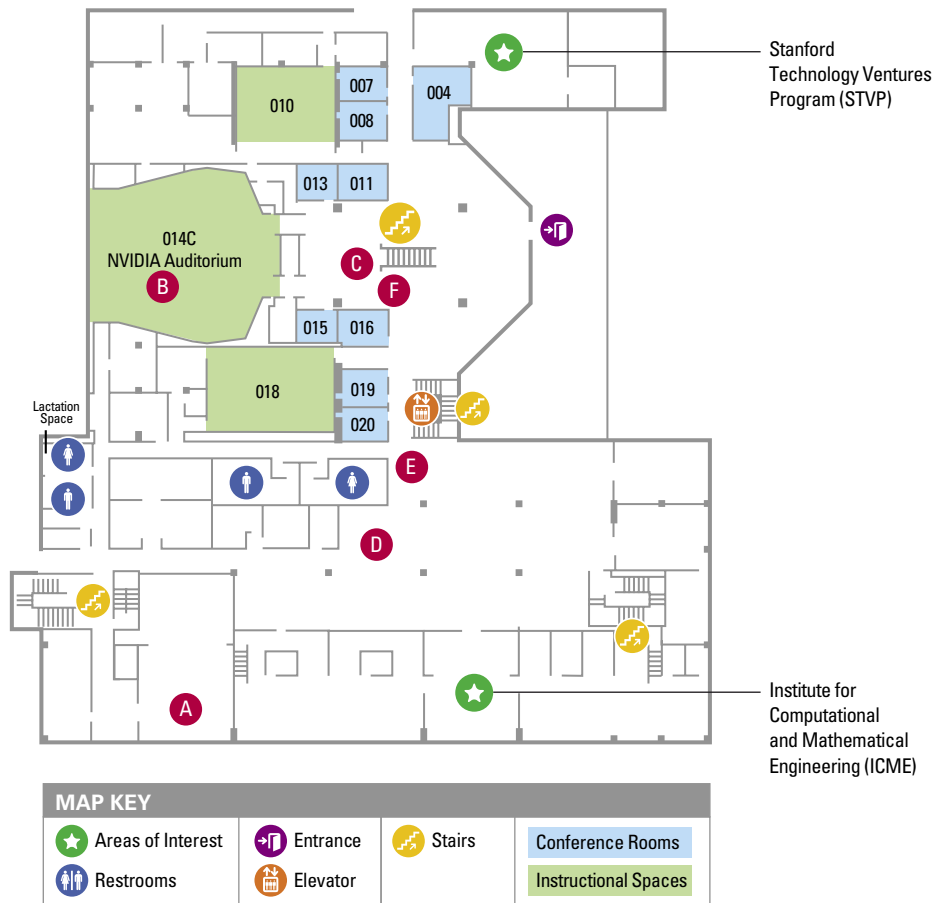 Stanford
Technology Ventures
Program (STVP)
007
004
010
008
013
011
014C
NVIDIA Auditorium
B
C
F
015
016
018
019
020
Lactation
Space
E
D
A
Institute for
Computational
and Mathematical
Engineering (ICME)
MAP KEY
Areas of Interest
Entrance
Stairs
Conference Rooms
Restrooms
Elevator
Instructional Spaces